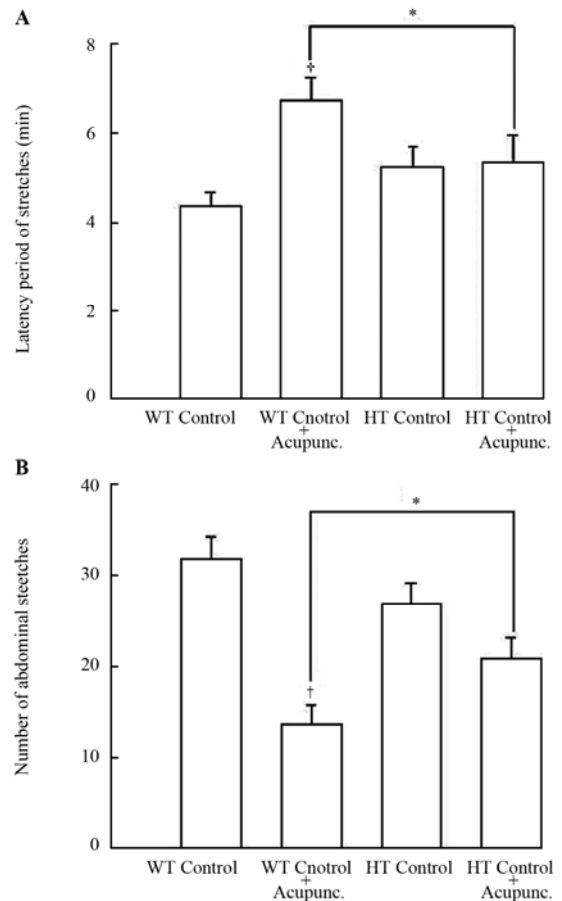 A
*
8
‡
6
4
2
0
Latency period of stretches (min)
WT Control WT Cnotrol HT Control HT Control
+ +
Acupunc. Acupunc.
B
*
40
30
20
†
10
0
Number of abdominal steetches
WT Control WT Cnotrol HT Control HT Control
+ +
Acupunc. Acupunc.